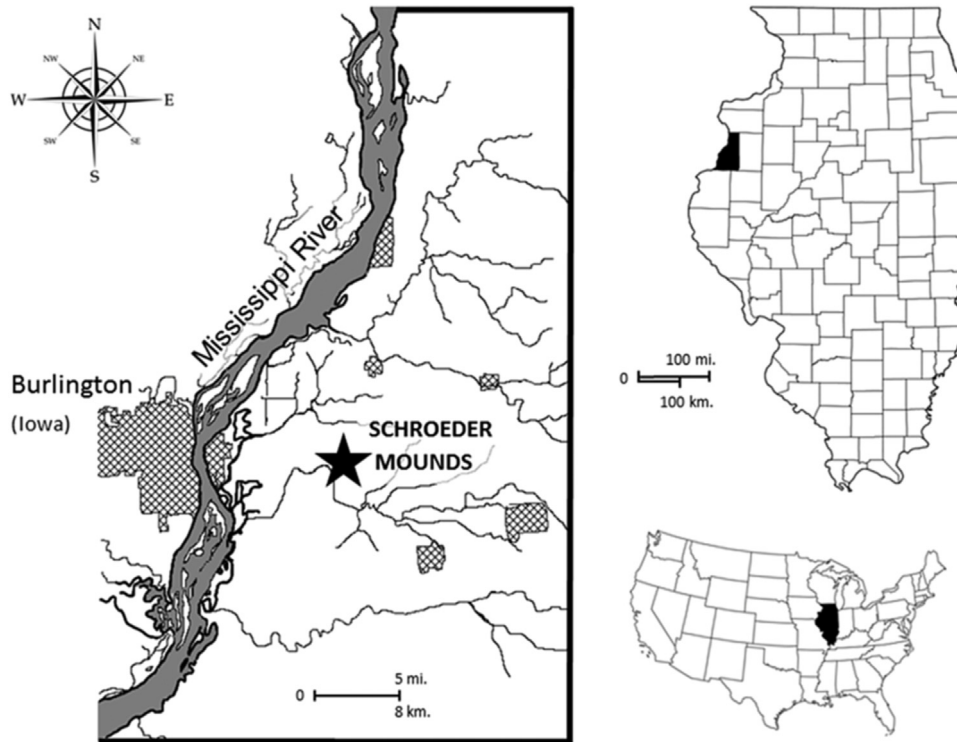 N
NW
NE
W
E
SW
SE
S
Mississippi River
Burlington
(Iowa)
SCHROEDER
MOUNDS
5 mi.
0
8 km.
100 mi.
0
100 km.